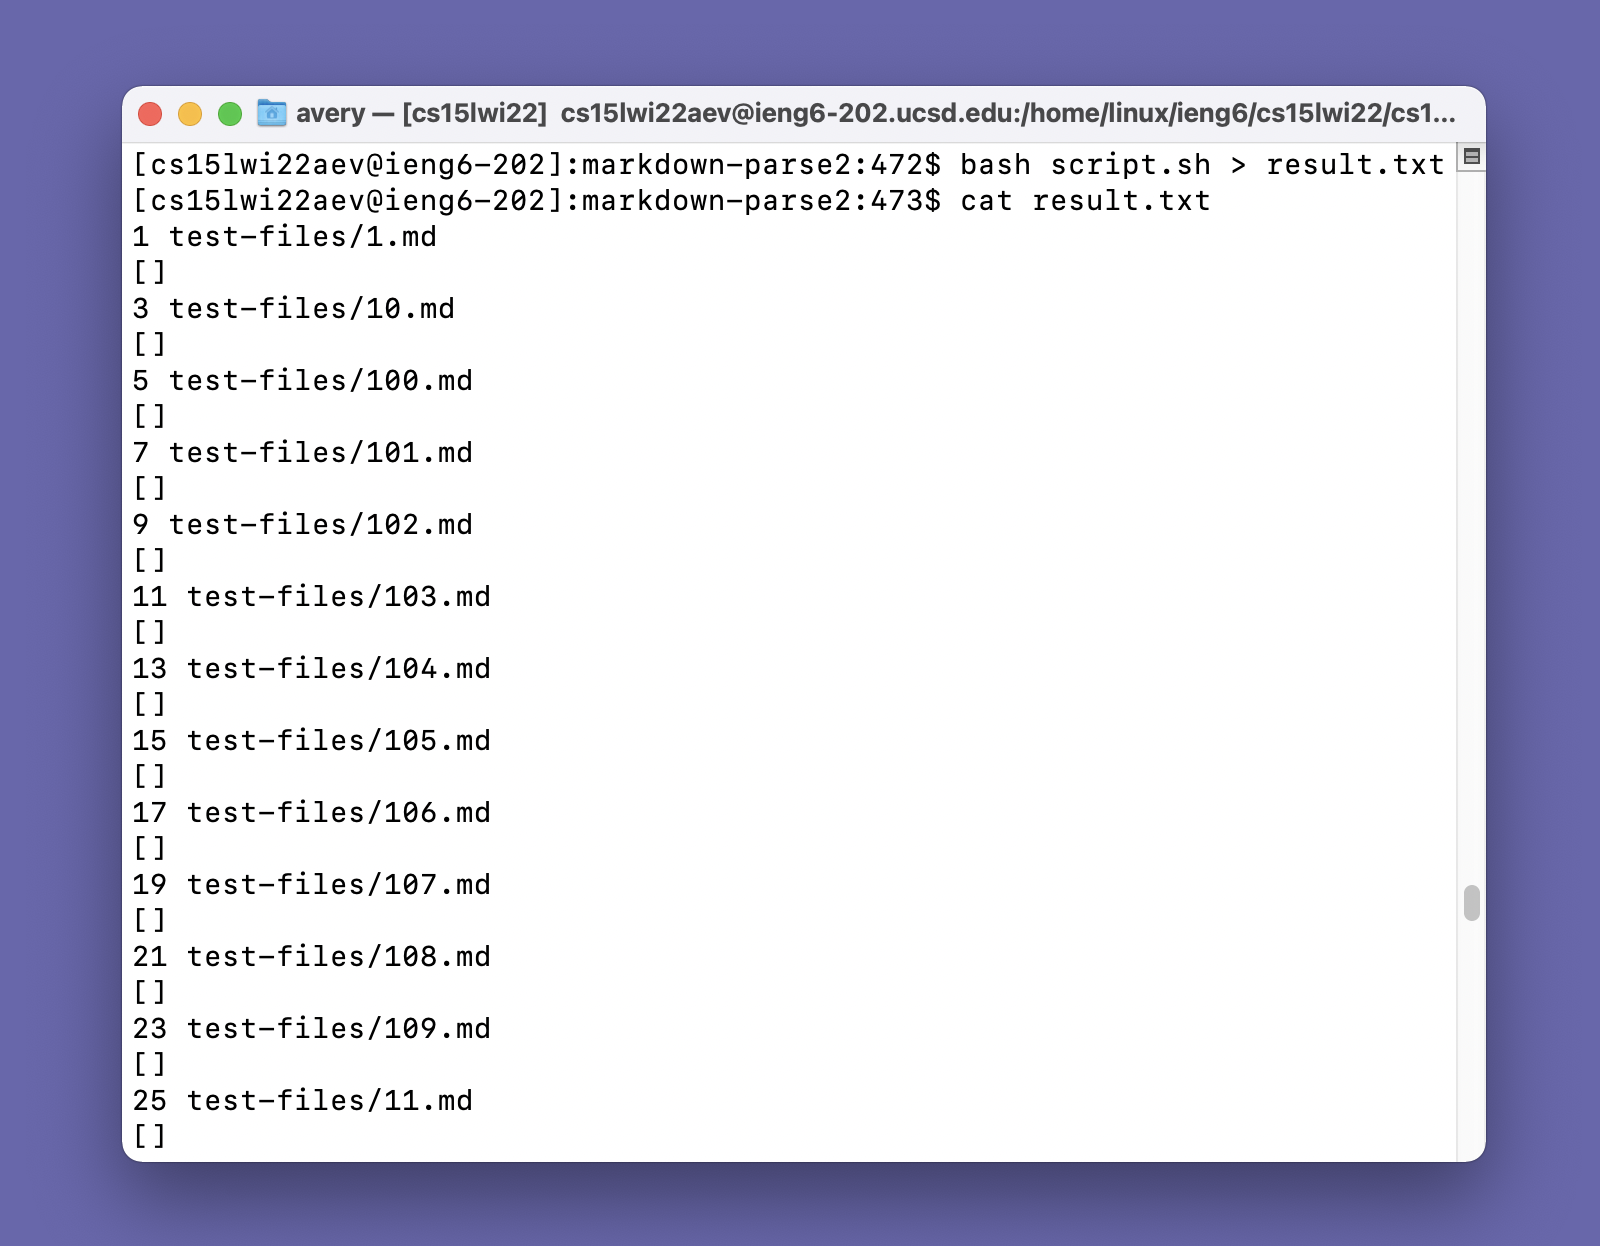 avery — [cs15lwi22] cs15lwi22aev@ieng6-202.ucsd.edu:/home/linux/ieng6/cs15lwi22/cs1...
[cs15lwi22aev@ieng6-202]:markdown-parse2:472$ bash script.sh > result.txt
[cs15lwi22aev@ieng6-202]:markdown-parse2:473$ cat result.txt
1 test-files/1.md
[]
3 test-files/10.md
[]
5 test-files/100.md
[]
7 test-files/101.md
[]
9 test-files/102.md
[]
11 test-files/103.md
[]
13 test-files/104.md
[]
15 test-files/105.md
[]
17 test-files/106.md
[]
19 test-files/107.md
[]
21 test-files/108.md
[]
23 test-files/109.md
[]
25 test-files/11.md
[]